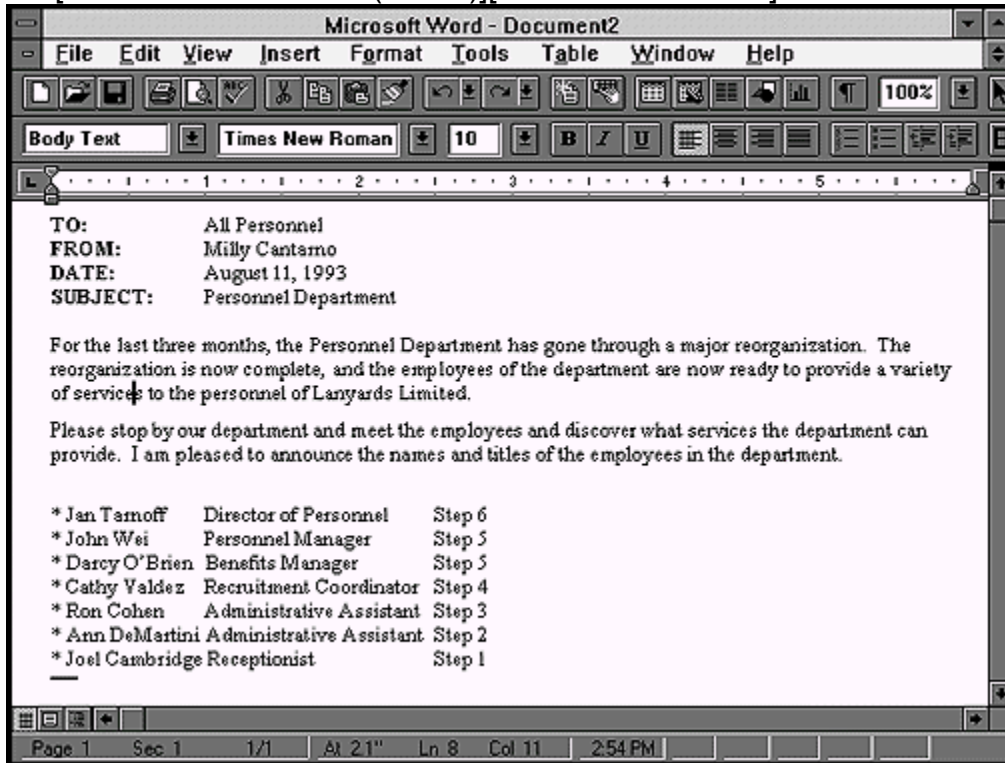 Microsoft Word - Document2
File Edit View Insert Format Tools Table Window Help
100%
Body Text Times New Roman 10 B I U
1 2 3 4 5
TO: All Personnel
FROM: Milly Cantarno
DATE: August 11, 1993
SUBJECT: Personnel Department
For the last three months, the Personnel Department has gone through a major reorganization. The
reorganization is now complete, and the employees of the department are now ready to provide a variety
of services to the personnel of Lanyards Limited.
Please stop by our department and meet the employees and discover what services the department can
provide. I am pleased to announce the names and titles of the employees in the department.
* Jan Tarnoff Director of Personnel Step 6
* John Wei Personnel Manager Step 5
* Darcy O'Brien Benefits Manager Step 5
* Cathy Valdez Recruitment Coordinator Step 4
* Ron Cohen Administrative Assistant Step 3
* Ann DeMartini Administrative Assistant Step 2
* Joel Cambridge Receptionist Step 1
Page 1 Sec 1 1/1 At 2.1" Ln 8 Col 11 2:54 PM